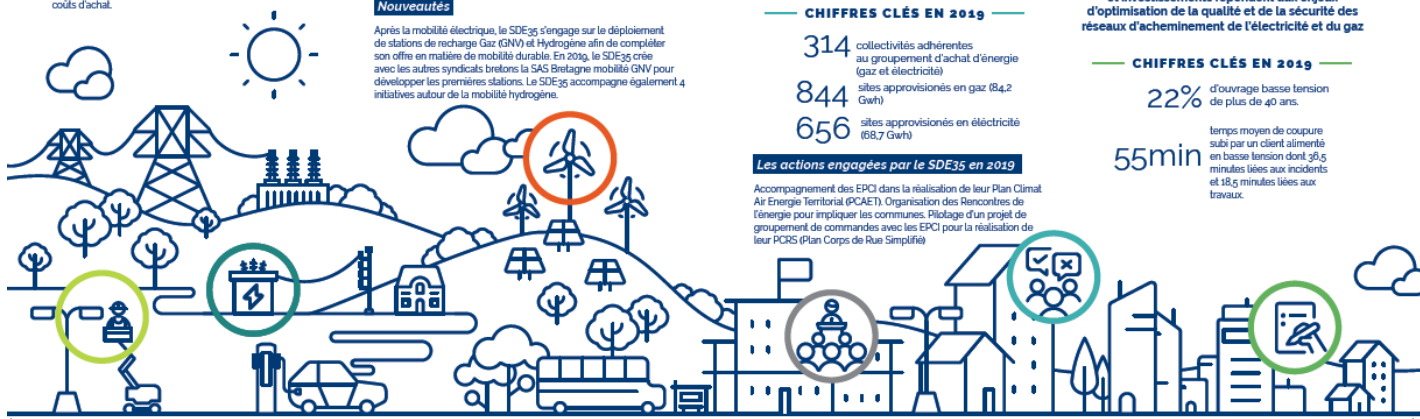 coûts d'achat.
Nouveautés
Après la mobilité électrique, le SDE35 s'engage sur le déploiement
de stations de recharge Gaz (GNV) et Hydrogène afin de compléter
son offre en matière de mobilité durable. En 2019, le SDE35 crée
avec les autres syndicats bretons la SAS Bretagne mobilité GNV pour
développer les premières stations. Le SDE35 accompagne également 4
initiatives autour de la mobilité hydrogène.
CHIFFRES CLÉS EN 2019
314 collectivités adhérentes
au groupement d'achat d'énergie
(gaz et électricité)
844 sites approvisionés en gaz (84,2
Gwh)
656 sites approvisionés en éléctricité
(68,7 Gwh)
Les actions engagées par le SDE35 en 2019
Accompagnement des EPCI dans la réalisation de leur Plan Climat
Air Energie Territorial (PCAET). Organisation des Rencontres de
l'énergie pour impliquer les communes. Pilotage d'un projet de
groupement de commandes avec les EPCI pour la réalisation de
leur PCRS (Plan Corps de Rue Simplifié)
et investissements répondent aux enjeux
d'optimisation de la qualité et de la sécurité des
réseaux d'acheminement de l'électricité et du gaz
CHIFFRES CLÉS EN 2019
22% d'ouvrage basse tension
de plus de 40 ans.
55min temps moyen de coupure
subi par un client alimenté
en basse tension dont 36,5
minutes liées aux incidents
et 18,5 minutes liées aux
travaux.